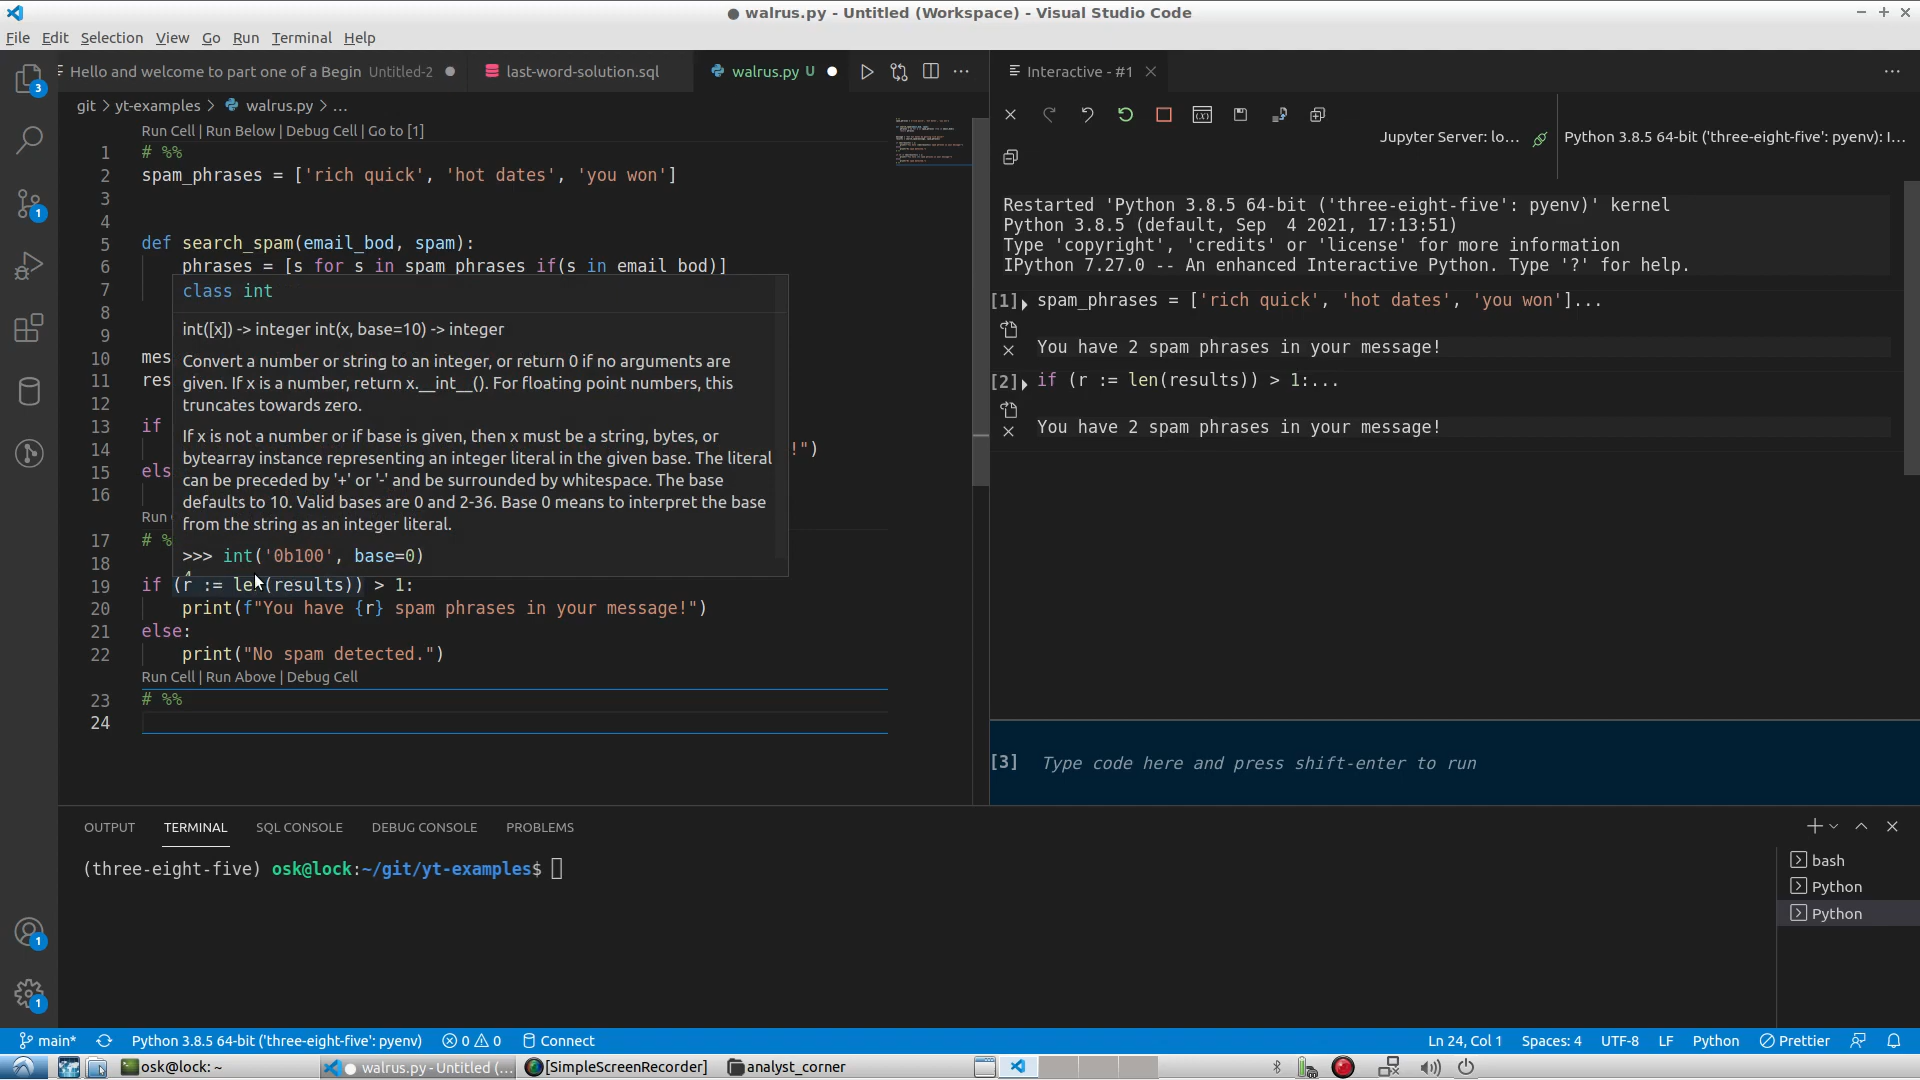 ● walrus.py - Untitled (Workspace) - Visual Studio Code
File Edit Selection View Go Run Terminal Help
Hello and welcome to part one of a Begin Untitled-2 ●
last-word-solution.sql
walrus.py U ●
Interactive - #1
git > yt-examples > walrus.py > ...
Run Cell | Run Below | Debug Cell | Go to [1]
1 # %%
2 spam_phrases = ['rich quick', 'hot dates', 'you won']
3
4
5 def search_spam(email_bod, spam):
6 phrases = [s for s in spam_phrases if(s in email_bod)]
7
8
9
10 mes
11 res
12
13 if
14 !")
15 els
16
Run
class int
int([x]) -> integer int(x, base=10) -> integer
Convert a number or string to an integer, or return 0 if no arguments are
given. If x is a number, return x.__int__(). For floating point numbers, this
truncates towards zero.
If x is not a number or if base is given, then x must be a string, bytes, or
bytearray instance representing an integer literal in the given base. The literal
can be preceded by '+' or '-' and be surrounded by whitespace. The base
defaults to 10. Valid bases are 0 and 2-36. Base 0 means to interpret the base
from the string as an integer literal.
>>> int('0b100', base=0)
17 # %
18
19 if (r := len(results)) > 1:
20 print(f"You have {r} spam phrases in your message!")
21 else:
22 print("No spam detected.")
Run Cell | Run Above | Debug Cell
23 # %%
24
Jupyter Server: lo...
Python 3.8.5 64-bit ('three-eight-five': pyenv): I...
Restarted 'Python 3.8.5 64-bit ('three-eight-five': pyenv)' kernel
Python 3.8.5 (default, Sep 4 2021, 17:13:51)
Type 'copyright', 'credits' or 'license' for more information
IPython 7.27.0 -- An enhanced Interactive Python. Type '?' for help.
[1] spam_phrases = ['rich quick', 'hot dates', 'you won']...
You have 2 spam phrases in your message!
[2] if (r := len(results)) > 1:...
You have 2 spam phrases in your message!
[3] Type code here and press shift-enter to run
OUTPUT TERMINAL SQL CONSOLE DEBUG CONSOLE PROBLEMS
(three-eight-five) osk@lock:~/git/yt-examples$
bash
Python
Python
3
1
1
1
main* Python 3.8.5 64-bit ('three-eight-five': pyenv) 0 0 Connect
Ln 24, Col 1 Spaces: 4 UTF-8 LF Python Prettier
osk@lock: ~
● walrus.py - Untitled (...
[SimpleScreenRecorder]
analyst_corner